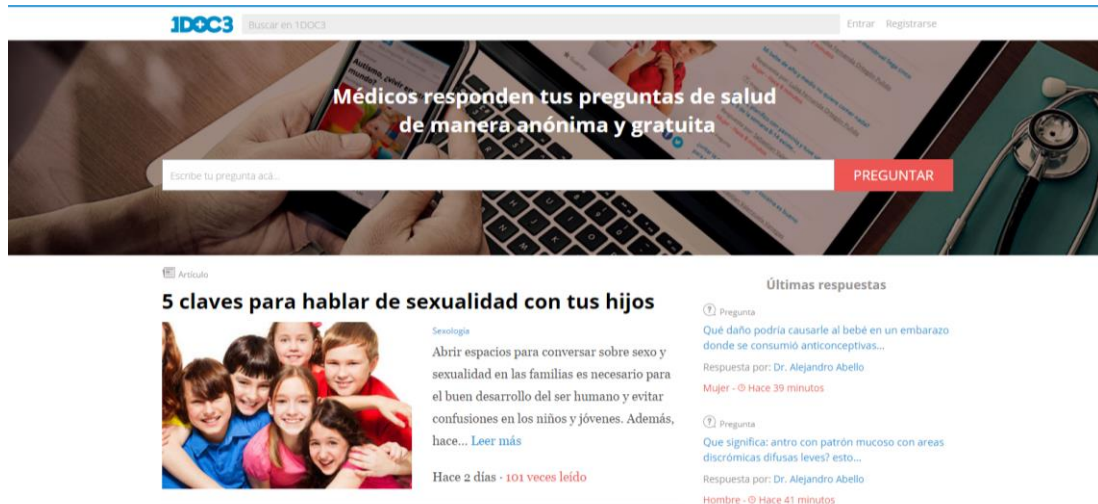 1DOC3
Buscar en 1DOC3
Entrar Registrarse
Autismo, ¿vivir en
mundo?
Médicos responden tus preguntas de salud
de manera anónima y gratuita
Escribe tu pregunta acá...
PREGUNTAR
Artículo
5 claves para hablar de sexualidad con tus hijos
Sexología
Abrir espacios para conversar sobre sexo y
sexualidad en las familias es necesario para
el buen desarrollo del ser humano y evitar
confusiones en los niños y jóvenes. Además,
hace... Leer más
Hace 2 días - 101 veces leído
Últimas respuestas
Pregunta
Qué daño podría causarle al bebé en un embarazo
donde se consumió anticonceptivas...
Respuesta por: Dr. Alejandro Abello
Mujer - Hace 39 minutos
Pregunta
Que significa: antro con patrón mucoso con areas
discrómicas difusas leves? esto...
Respuesta por: Dr. Alejandro Abello
Hombre - Hace 41 minutos